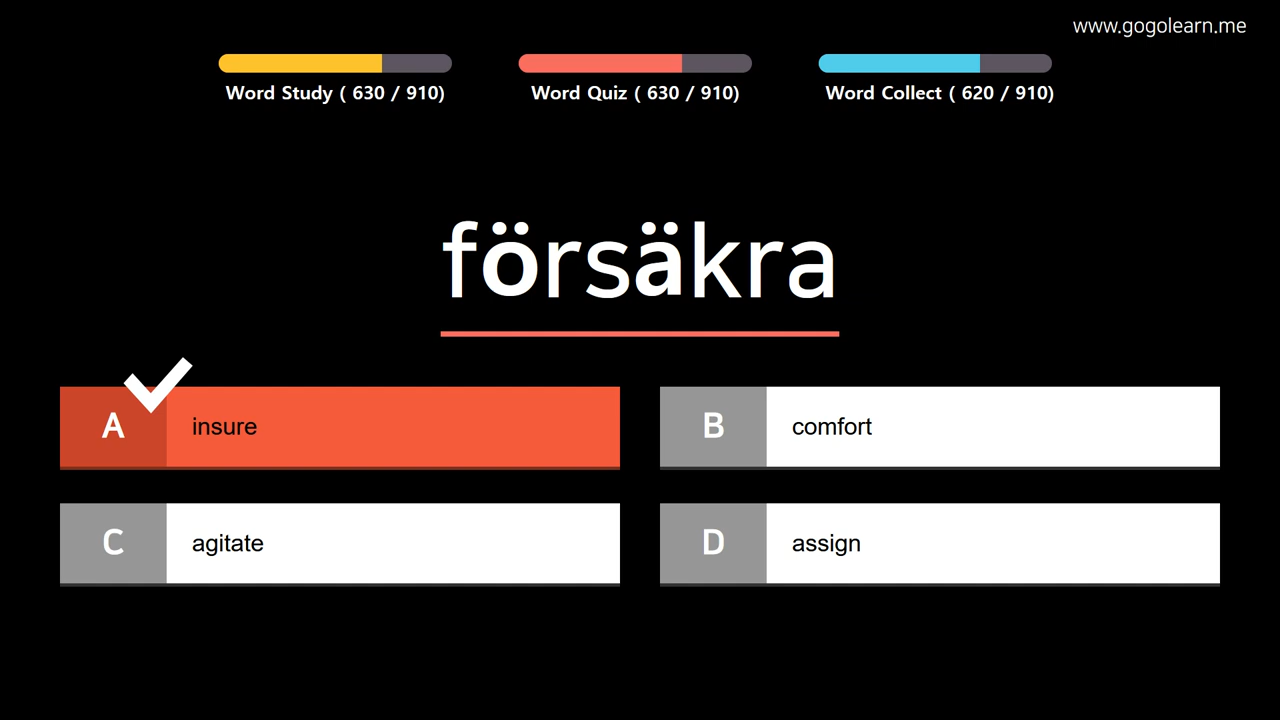 www.gogolearn.me
Word Study ( 630 / 910)
Word Quiz ( 630 / 910)
Word Collect ( 620 / 910)
försäkra
A insure
B comfort
C agitate
D assign